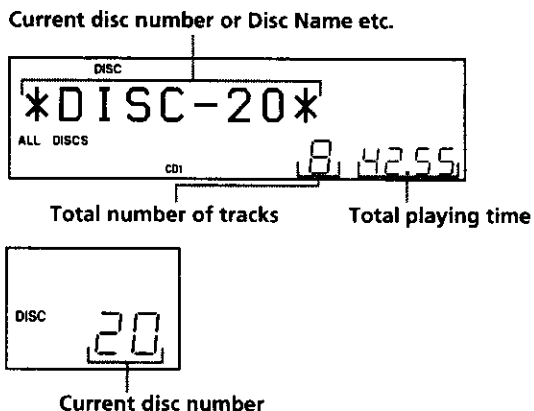 Current disc number or Disc Name etc.
DISC
*DISC-20*
ALL DISCS
CD1
8 42.55
Total number of tracks Total playing time
DISC
20
Current disc number